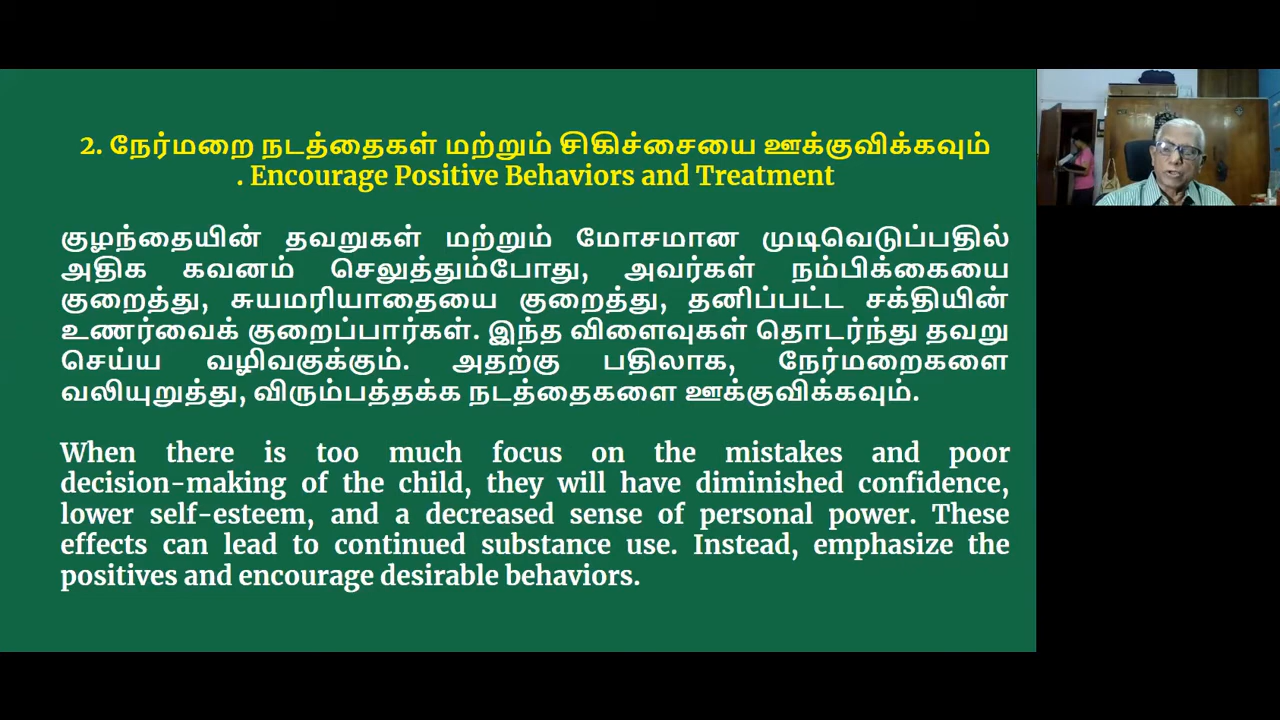 2. நேர்மறை நடத்தைகள் மற்றும் சிகிச்சையை ஊக்குவிக்கவும்
. Encourage Positive Behaviors and Treatment
குழந்தையின் தவறுகள் மற்றும் மோசமான முடிவெடுப்பதில்
அதிக கவனம் செலுத்தும்போது, அவர்கள் நம்பிக்கையை
குறைத்து, சுயமரியாதையை குறைத்து, தனிப்பட்ட சக்தியின்
உணர்வைக் குறைப்பார்கள். இந்த விளைவுகள் தொடர்ந்து தவறு
செய்ய வழிவகுக்கும். அதற்கு பதிலாக, நேர்மறைகளை
வலியுறுத்து, விரும்பத்தக்க நடத்தைகளை ஊக்குவிக்கவும்.
When there is too much focus on the mistakes and poor
decision-making of the child, they will have diminished confidence,
lower self-esteem, and a decreased sense of personal power. These
effects can lead to continued substance use. Instead, emphasize the
positives and encourage desirable behaviors.